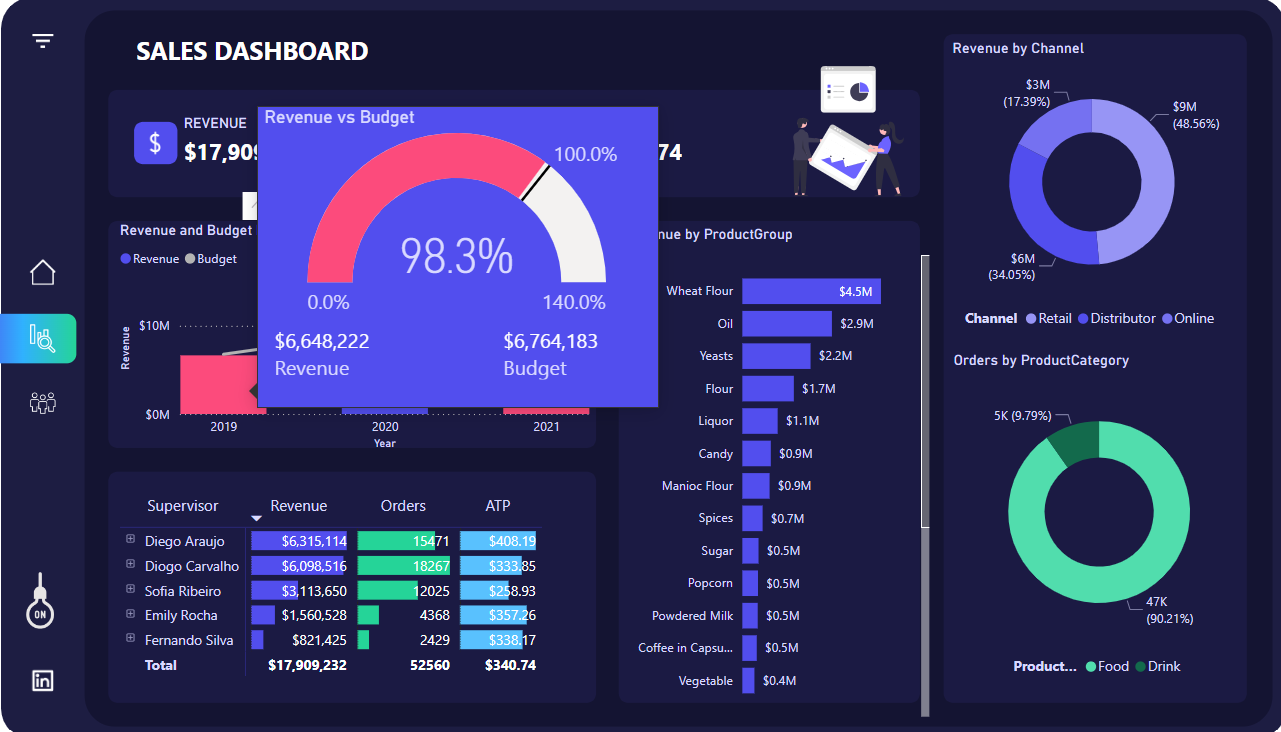 SALES DASHBOARD
$
REVENUE
$17,909
74
Revenue vs Budget
100.0%
98.3%
0.0%
140.0%
$6,648,222
$6,764,183
Revenue
Budget
Revenue and Budget
Revenue
Budget
Revenue
$10M
$0M
2019
2020
2021
Year
Supervisor Revenue Orders ATP
Diego Araujo $6,315,114 15471 $408.19
Diogo Carvalho $6,098,516 18267 $333.85
Sofia Ribeiro $3,113,650 12025 $258.93
Emily Rocha $1,560,528 4368 $357.26
Fernando Silva $821,425 2429 $338.17
Total $17,909,232 52560 $340.74
nue by ProductGroup
Wheat Flour $4.5M
Oil $2.9M
Yeasts $2.2M
Flour $1.7M
Liquor $1.1M
Candy $0.9M
Manioc Flour $0.9M
Spices $0.7M
Sugar $0.5M
Popcorn $0.5M
Powdered Milk $0.5M
Coffee in Capsu... $0.5M
Vegetable $0.4M
Revenue by Channel
$3M
(17.39%)
$9M
(48.56%)
$6M
(34.05%)
Channel Retail Distributor Online
Orders by ProductCategory
5K (9.79%)
47K
(90.21%)
Product... Food Drink
ON
in